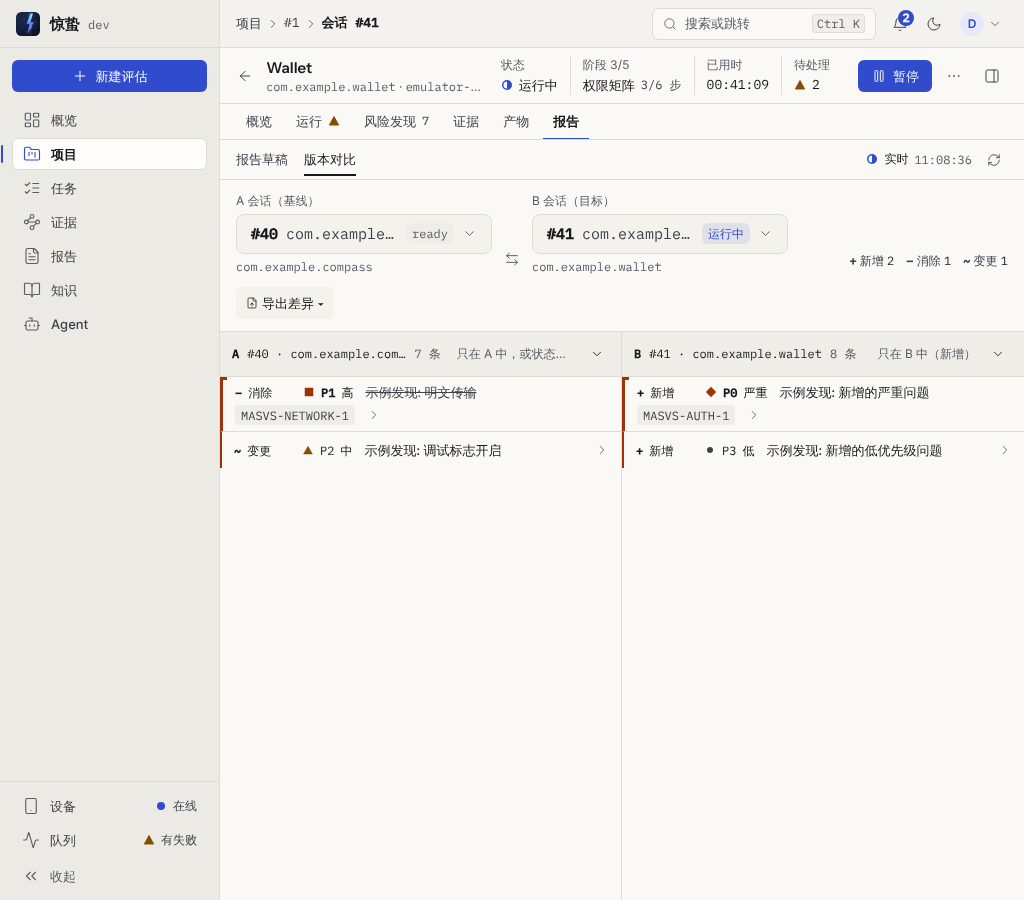 惊蛰 dev
项目 > #1 > 会话 #41
搜索或跳转 Ctrl K
2
D
新建评估
概览
项目
任务
证据
报告
知识
Agent
设备 在线
队列 有失败
收起
Wallet
com.example.wallet · emulator-…
状态
运行中
阶段 3/5
权限矩阵 3/6 步
已用时
00:41:09
待处理
2
暂停
概览 运行 风险发现 7 证据 产物 报告
报告草稿 版本对比
实时 11:08:36
A 会话（基线）
#40 com.example… ready
com.example.compass
B 会话（目标）
#41 com.example… 运行中
com.example.wallet
+ 新增 2 − 消除 1 ~ 变更 1
导出差异
A #40 · com.example.com… 7 条 只在 A 中，或状态…
− 消除 P1 高 示例发现: 明文传输
MASVS-NETWORK-1
~ 变更 P2 中 示例发现: 调试标志开启
B #41 · com.example.wallet 8 条 只在 B 中（新增）
+ 新增 P0 严重 示例发现: 新增的严重问题
MASVS-AUTH-1
+ 新增 P3 低 示例发现: 新增的低优先级问题